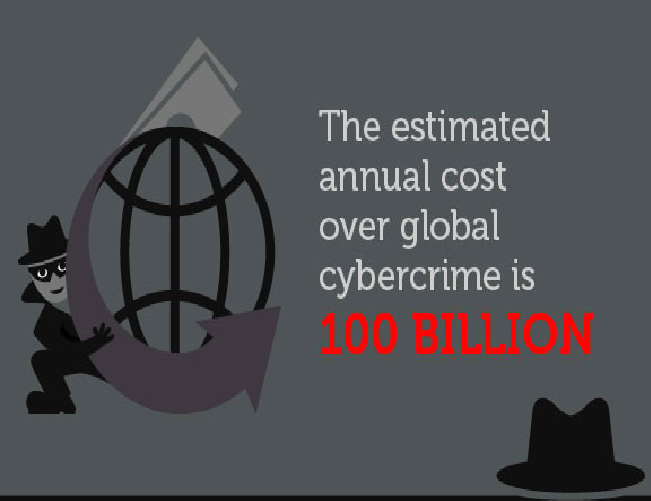 The estimated
annual cost
over global
cybercrime is
100 BILLION